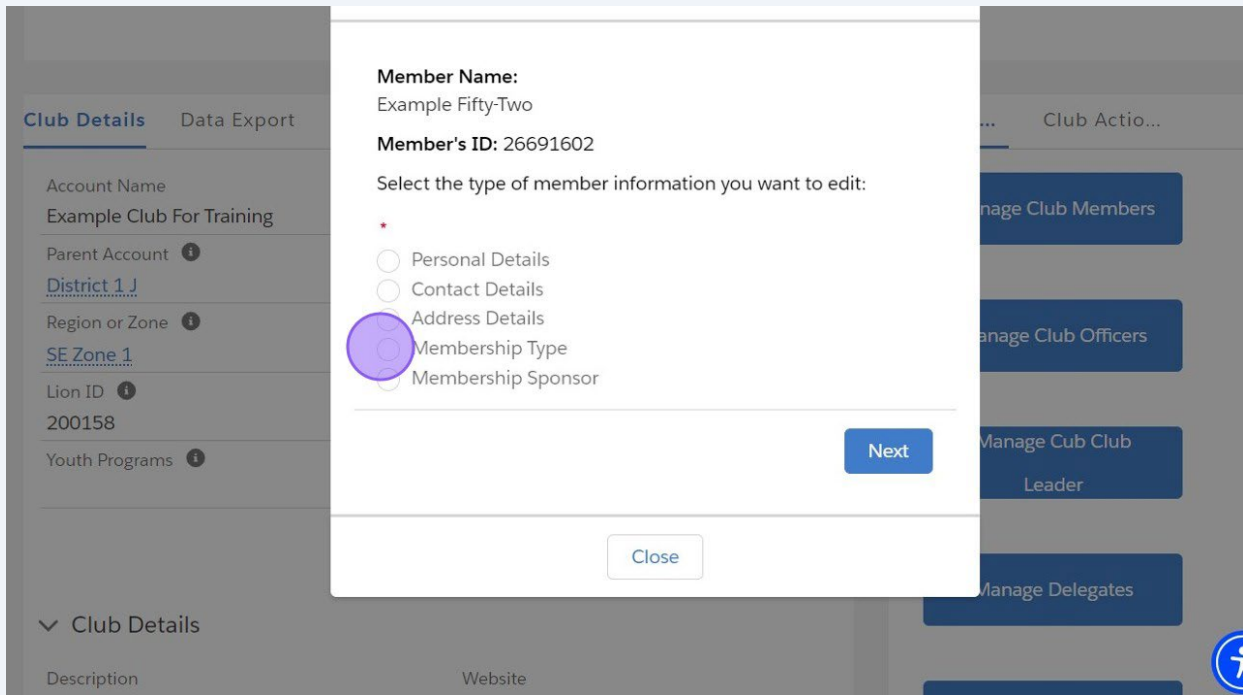 Member Name:
Example Fifty-Two
Member's ID: 26691602
Select the type of member information you want to edit:
*
Personal Details
Contact Details
Address Details
Membership Type
Membership Sponsor
Next
Close
Club Details Data Export
Account Name
Example Club For Training
Parent Account
District 1 J
Region or Zone
SE Zone 1
Lion ID
200158
Youth Programs
Club Details
Description Website
... Club Actio...
nage Club Members
anage Club Officers
Manage Cub Club
Leader
Manage Delegates